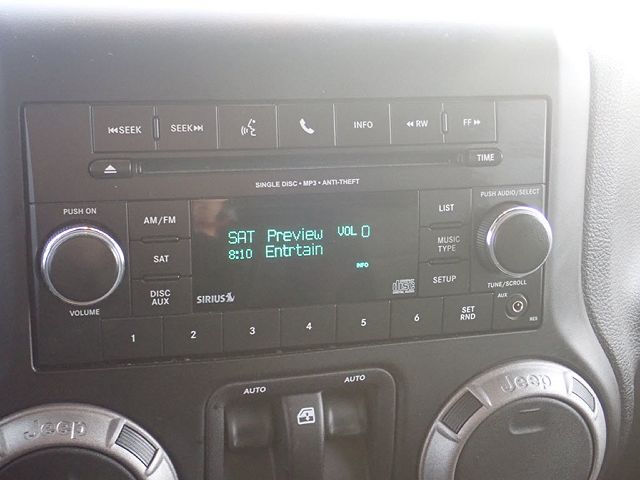 SEEK
SEEK
INFO
RW
FF
TIME
SINGLE DISC • MP3 • ANTI-THEFT
PUSH ON
VOLUME
AM/FM
SAT
DISC
AUX
SAT Preview VOL 0
8:10 Entrtain
INFO
SIRIUS
LIST
MUSIC
TYPE
SETUP
PUSH AUDIO/SELECT
TUNE/SCROLL
AUX
1 2 3 4 5 6
SET
RND
AUTO AUTO
Jeep Jeep